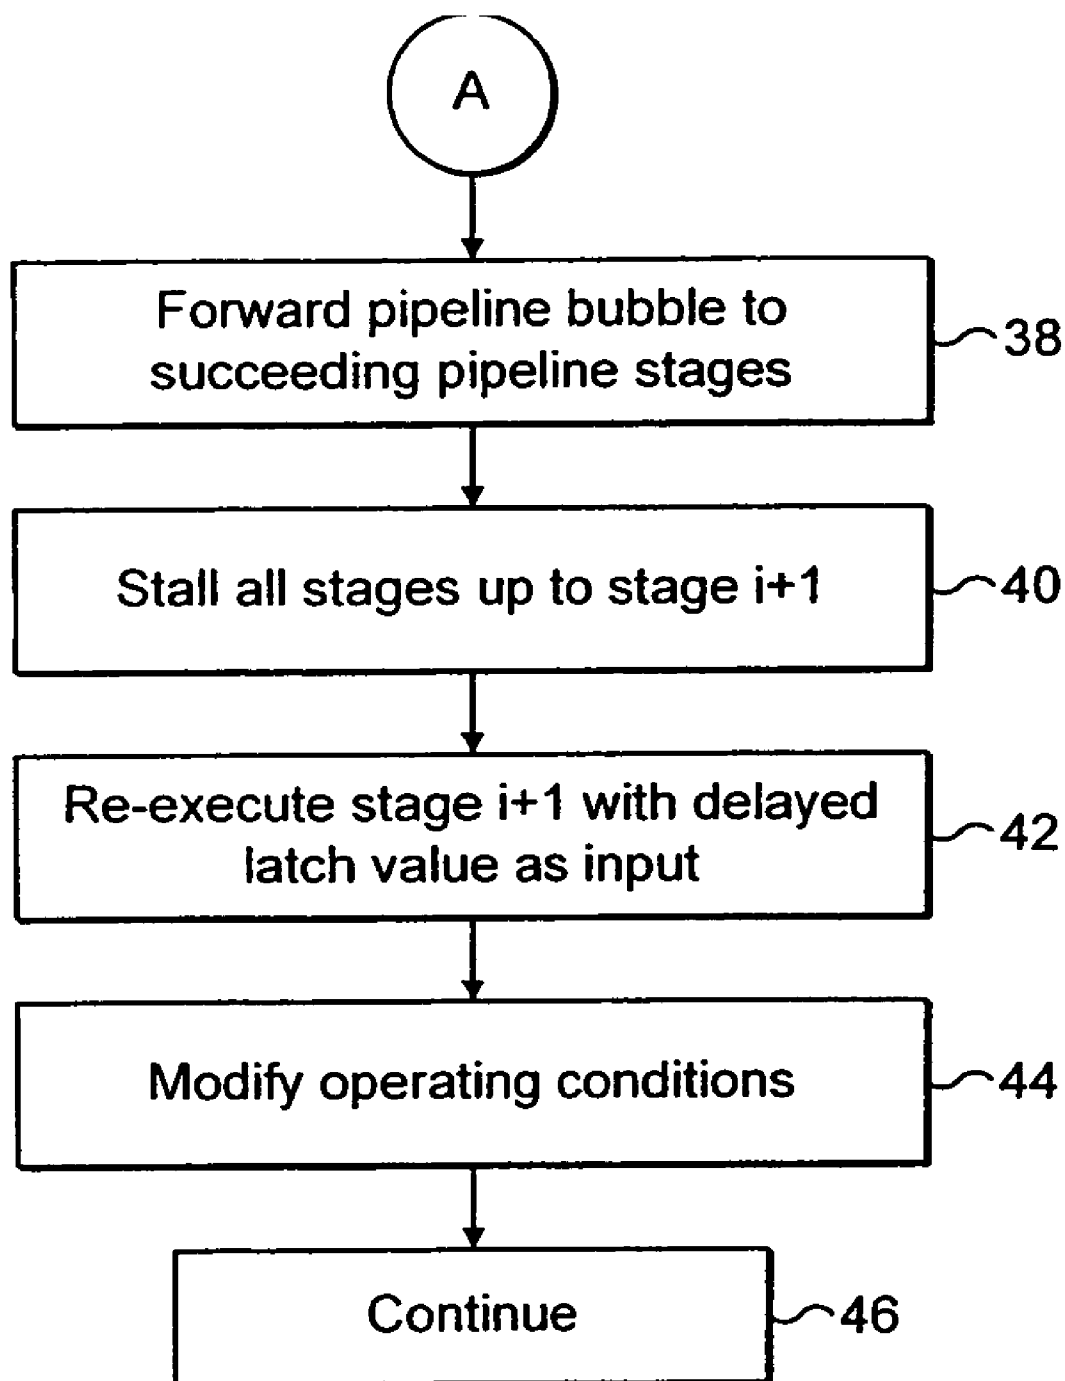 A
Forward pipeline bubble to
succeeding pipeline stages
38
Stall all stages up to stage i+1
40
Re-execute stage i+1 with delayed
latch value as input
42
Modify operating conditions
44
Continue
46